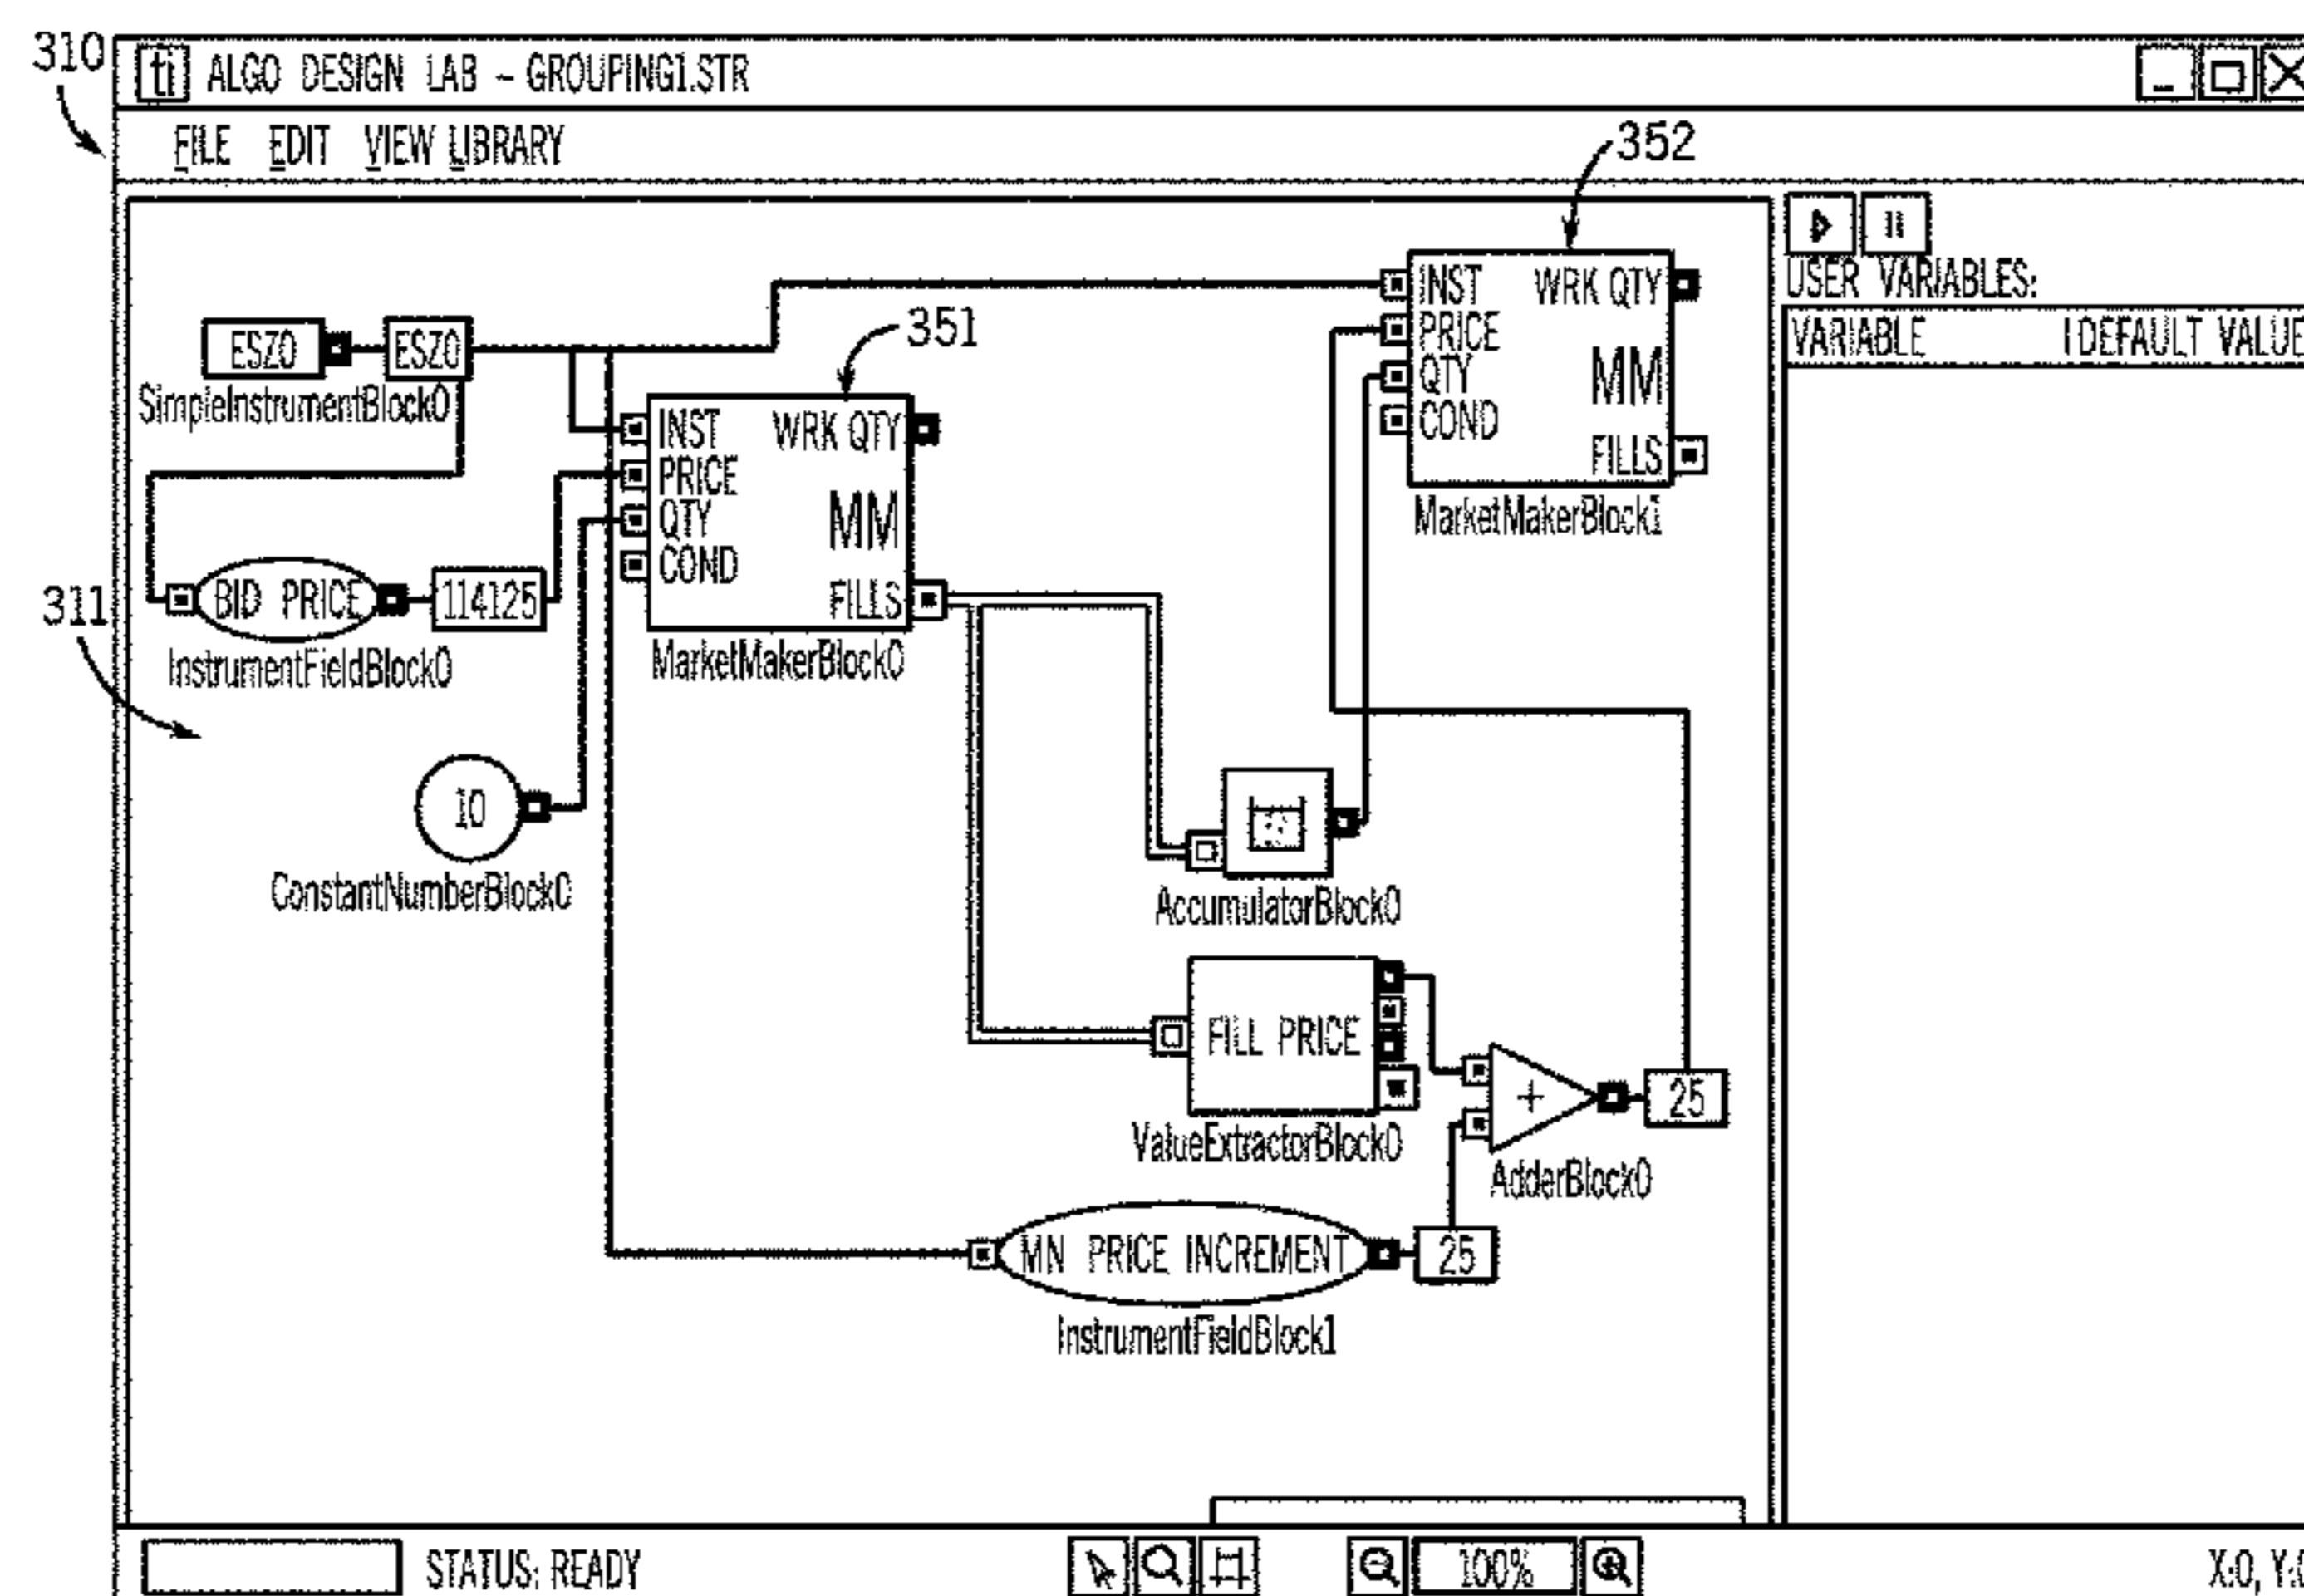 310
ti ALGO DESIGN LAB - GROUPING1.STR
FILE EDIT VIEW LIBRARY
352
USER VARIABLES:
VARIABLE DEFAULT VALUE
INST WRK QTY
PRICE
QTY MM
COND
FILLS
MarketMakerBlock1
ESZ0 ESZ0
SimpleInstrumentBlock0
351
INST WRK QTY
PRICE
QTY MM
COND
FILLS
MarketMakerBlock0
311
BID PRICE 114125
InstrumentFieldBlock0
10
ConstantNumberBlock0
AccumulatorBlock0
FILL PRICE
ValueExtractorBlock0
+ 25
AdderBlock0
MN PRICE INCREMENT 25
InstrumentFieldBlock1
STATUS: READY 100% X:0, Y:0